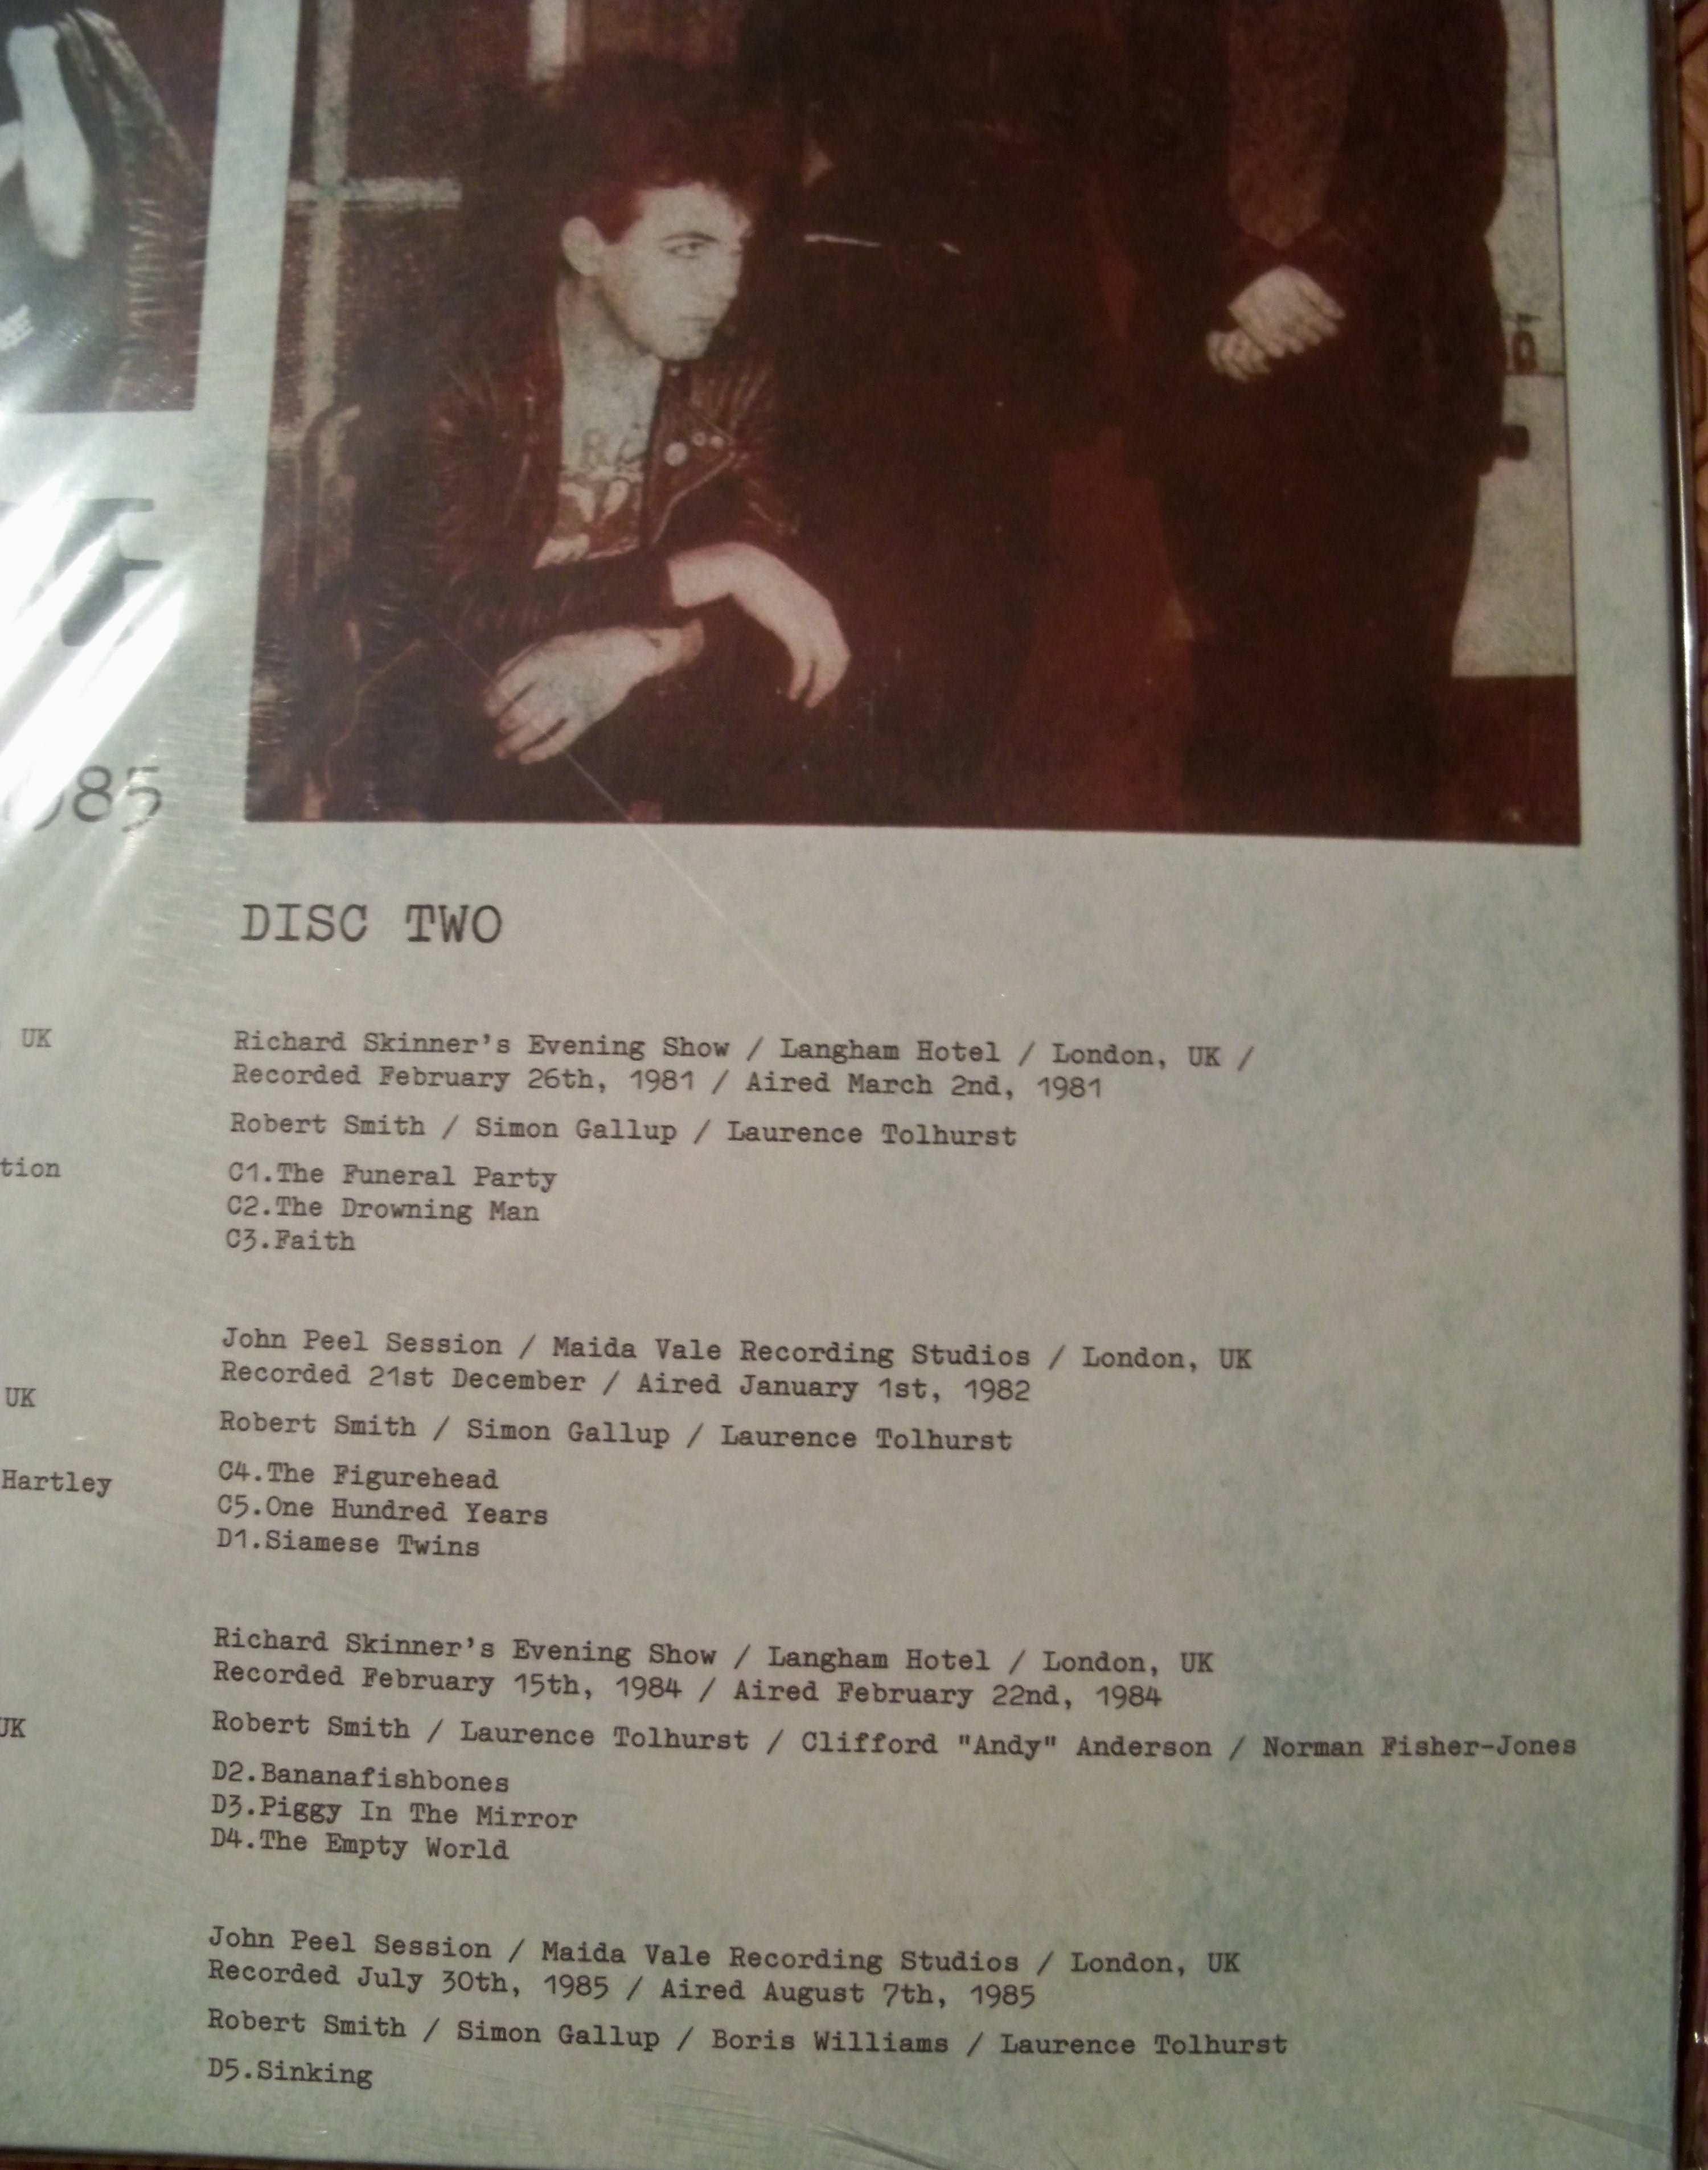 1985
DISC TWO
Richard Skinner's Evening Show / Langham Hotel / London, UK /
Recorded February 26th, 1981 / Aired March 2nd, 1981
Robert Smith / Simon Gallup / Laurence Tolhurst
C1.The Funeral Party
C2.The Drowning Man
C3.Faith
John Peel Session / Maida Vale Recording Studios / London, UK
Recorded 21st December / Aired January 1st, 1982
Robert Smith / Simon Gallup / Laurence Tolhurst
C4.The Figurehead
C5.One Hundred Years
D1.Siamese Twins
Richard Skinner's Evening Show / Langham Hotel / London, UK
Recorded February 15th, 1984 / Aired February 22nd, 1984
Robert Smith / Laurence Tolhurst / Clifford "Andy" Anderson / Norman Fisher-Jones
D2.Bananafishbones
D3.Piggy In The Mirror
D4.The Empty World
John Peel Session / Maida Vale Recording Studios / London, UK
Recorded July 30th, 1985 / Aired August 7th, 1985
Robert Smith / Simon Gallup / Boris Williams / Laurence Tolhurst
D5.Sinking
UK
tion
UK
Hartley
UK